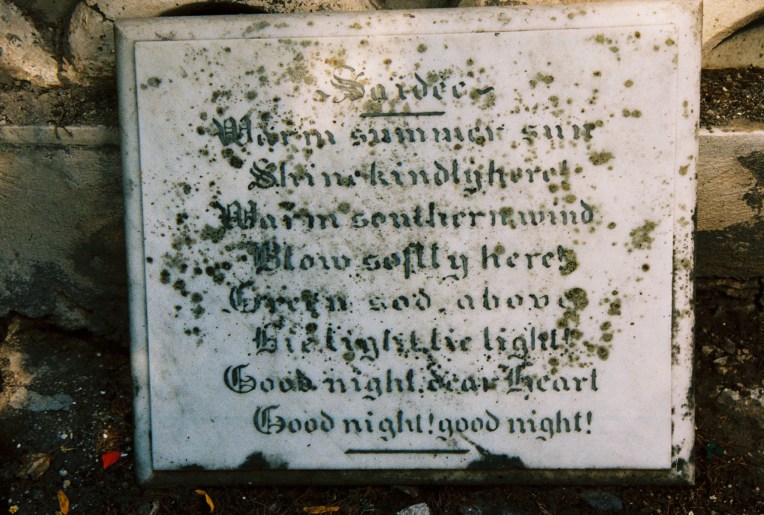 ~Sardee~
Warm summer sun
Shine kindly here!
Warm southern wind
Blow softly here!
Green sod above
Lie light, lie light!
Good night, dear Heart
Good night! good night!